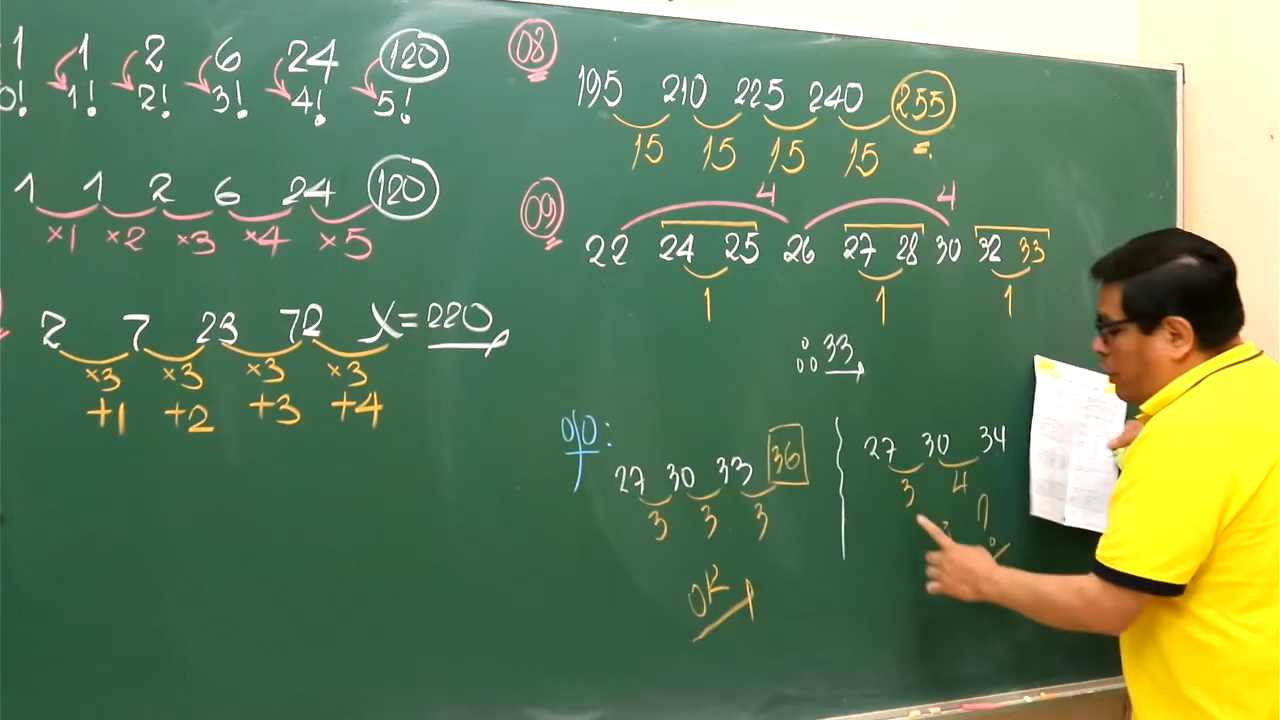 1 1 2 6 24 120
0! 1! 2! 3! 4! 5!
1 1 2 6 24 120
×1 ×2 ×3 ×4 ×5
2 7 23 72 X = 220
×3 ×3 ×3 ×3
+1 +2 +3 +4
08
195 210 225 240 255
15 15 15 15
09
4 4
22 24 25 26 27 28 30 32 33
1 1 1
∴ 33
ojo:
27 30 33 36
3 3 3
OK
27 30 34
3 4
?